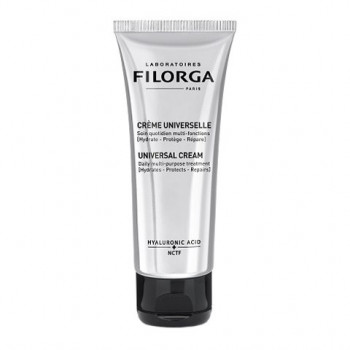 LABORATOIRES
FILORGA
PARIS
CRÈME UNIVERSELLE
Soin quotidien multi-fonctions
[Hydrate - Protège - Répare]
UNIVERSAL CREAM
Daily multi-purpose treatment
[Hydrates - Protects - Repairs]
HYALURONIC ACID
+
NCTF